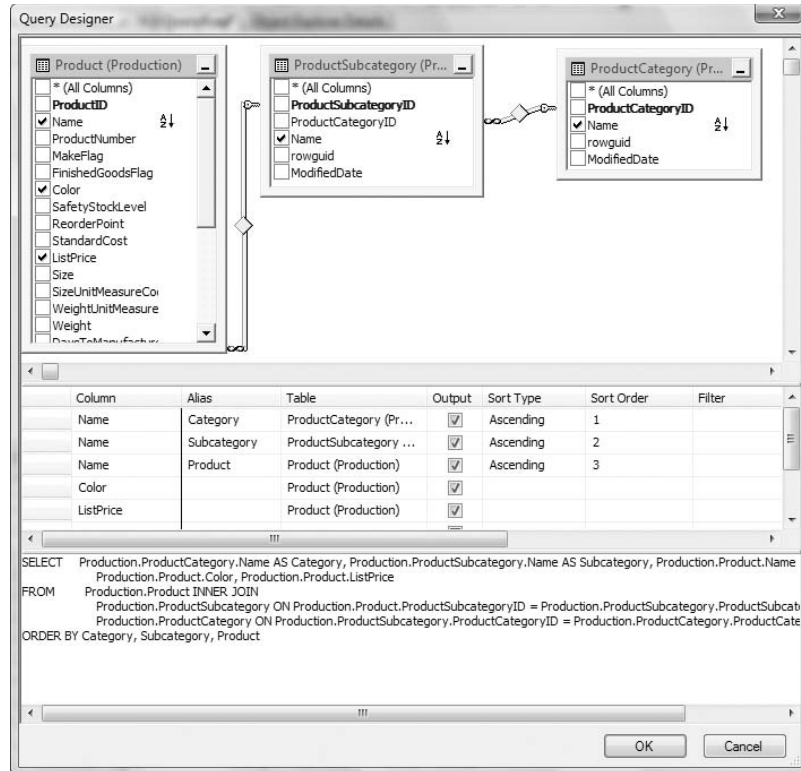 Query Designer
Product (Production)
* (All Columns)
ProductID
Name
ProductNumber
MakeFlag
FinishedGoodsFlag
Color
SafetyStockLevel
ReorderPoint
StandardCost
ListPrice
Size
SizeUnitMeasureCo
WeightUnitMeasure
Weight
ProductSubcategory (Pr...
* (All Columns)
ProductSubcategoryID
ProductCategoryID
Name
rowguid
ModifiedDate
ProductCategory (Pr...
* (All Columns)
ProductCategoryID
Name
rowguid
ModifiedDate
Column Alias Table Output Sort Type Sort Order Filter
Name Category ProductCategory (Pr... Ascending 1
Name Subcategory ProductSubcategory ... Ascending 2
Name Product Product (Production) Ascending 3
Color Product (Production)
ListPrice Product (Production)
SELECT Production.ProductCategory.Name AS Category, Production.ProductSubcategory.Name AS Subcategory, Production.Product.Name
Production.Product.Color, Production.Product.ListPrice
FROM Production.Product INNER JOIN
Production.ProductSubcategory ON Production.Product.ProductSubcategoryID = Production.ProductSubcategory.ProductSubcat
Production.ProductCategory ON Production.ProductSubcategory.ProductCategoryID = Production.ProductCategory.ProductCate
ORDER BY Category, Subcategory, Product
OK Cancel